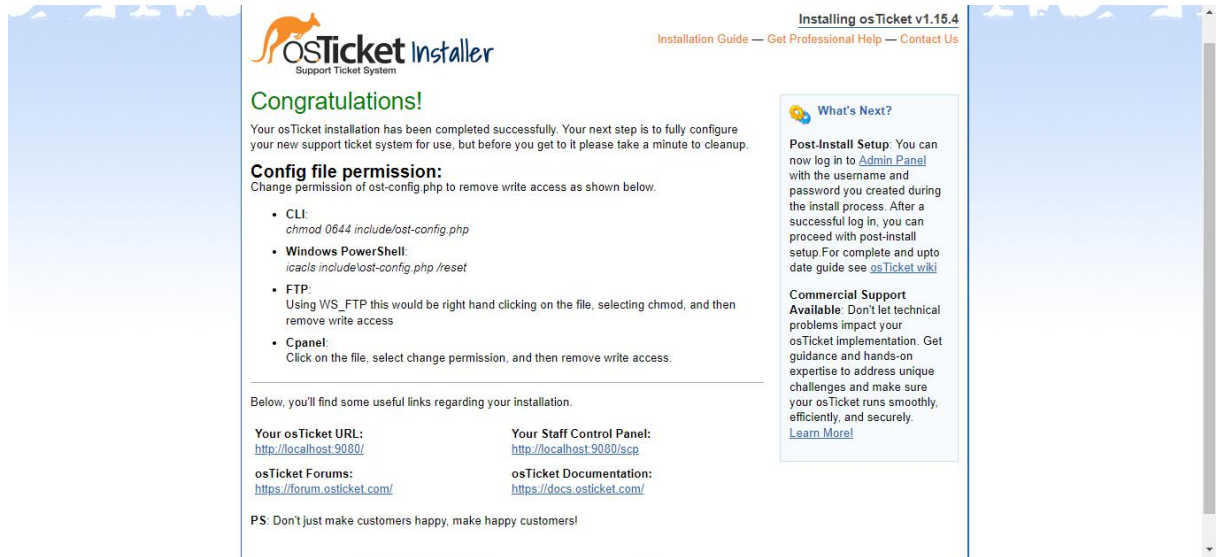 osTicket Installer
Support Ticket System
Installing osTicket v1.15.4
Installation Guide — Get Professional Help — Contact Us
Congratulations!
Your osTicket installation has been completed successfully. Your next step is to fully configure
your new support ticket system for use, but before you get to it please take a minute to cleanup.
Config file permission:
Change permission of ost-config.php to remove write access as shown below.
• CLI:
chmod 0644 include/ost-config.php
• Windows PowerShell:
icacls include\ost-config.php /reset
• FTP:
Using WS_FTP this would be right hand clicking on the file, selecting chmod, and then
remove write access
• Cpanel:
Click on the file, select change permission, and then remove write access.
Below, you'll find some useful links regarding your installation.
Your osTicket URL:
http://localhost:9080/
Your Staff Control Panel:
http://localhost:9080/scp
osTicket Forums:
https://forum.osticket.com/
osTicket Documentation:
https://docs.osticket.com/
PS: Don't just make customers happy, make happy customers!
What's Next?
Post-Install Setup: You can
now log in to Admin Panel
with the username and
password you created during
the install process. After a
successful log in, you can
proceed with post-install
setup.For complete and upto
date guide see osTicket wiki
Commercial Support
Available: Don't let technical
problems impact your
osTicket implementation. Get
guidance and hands-on
expertise to address unique
challenges and make sure
your osTicket runs smoothly,
efficiently, and securely.
Learn More!